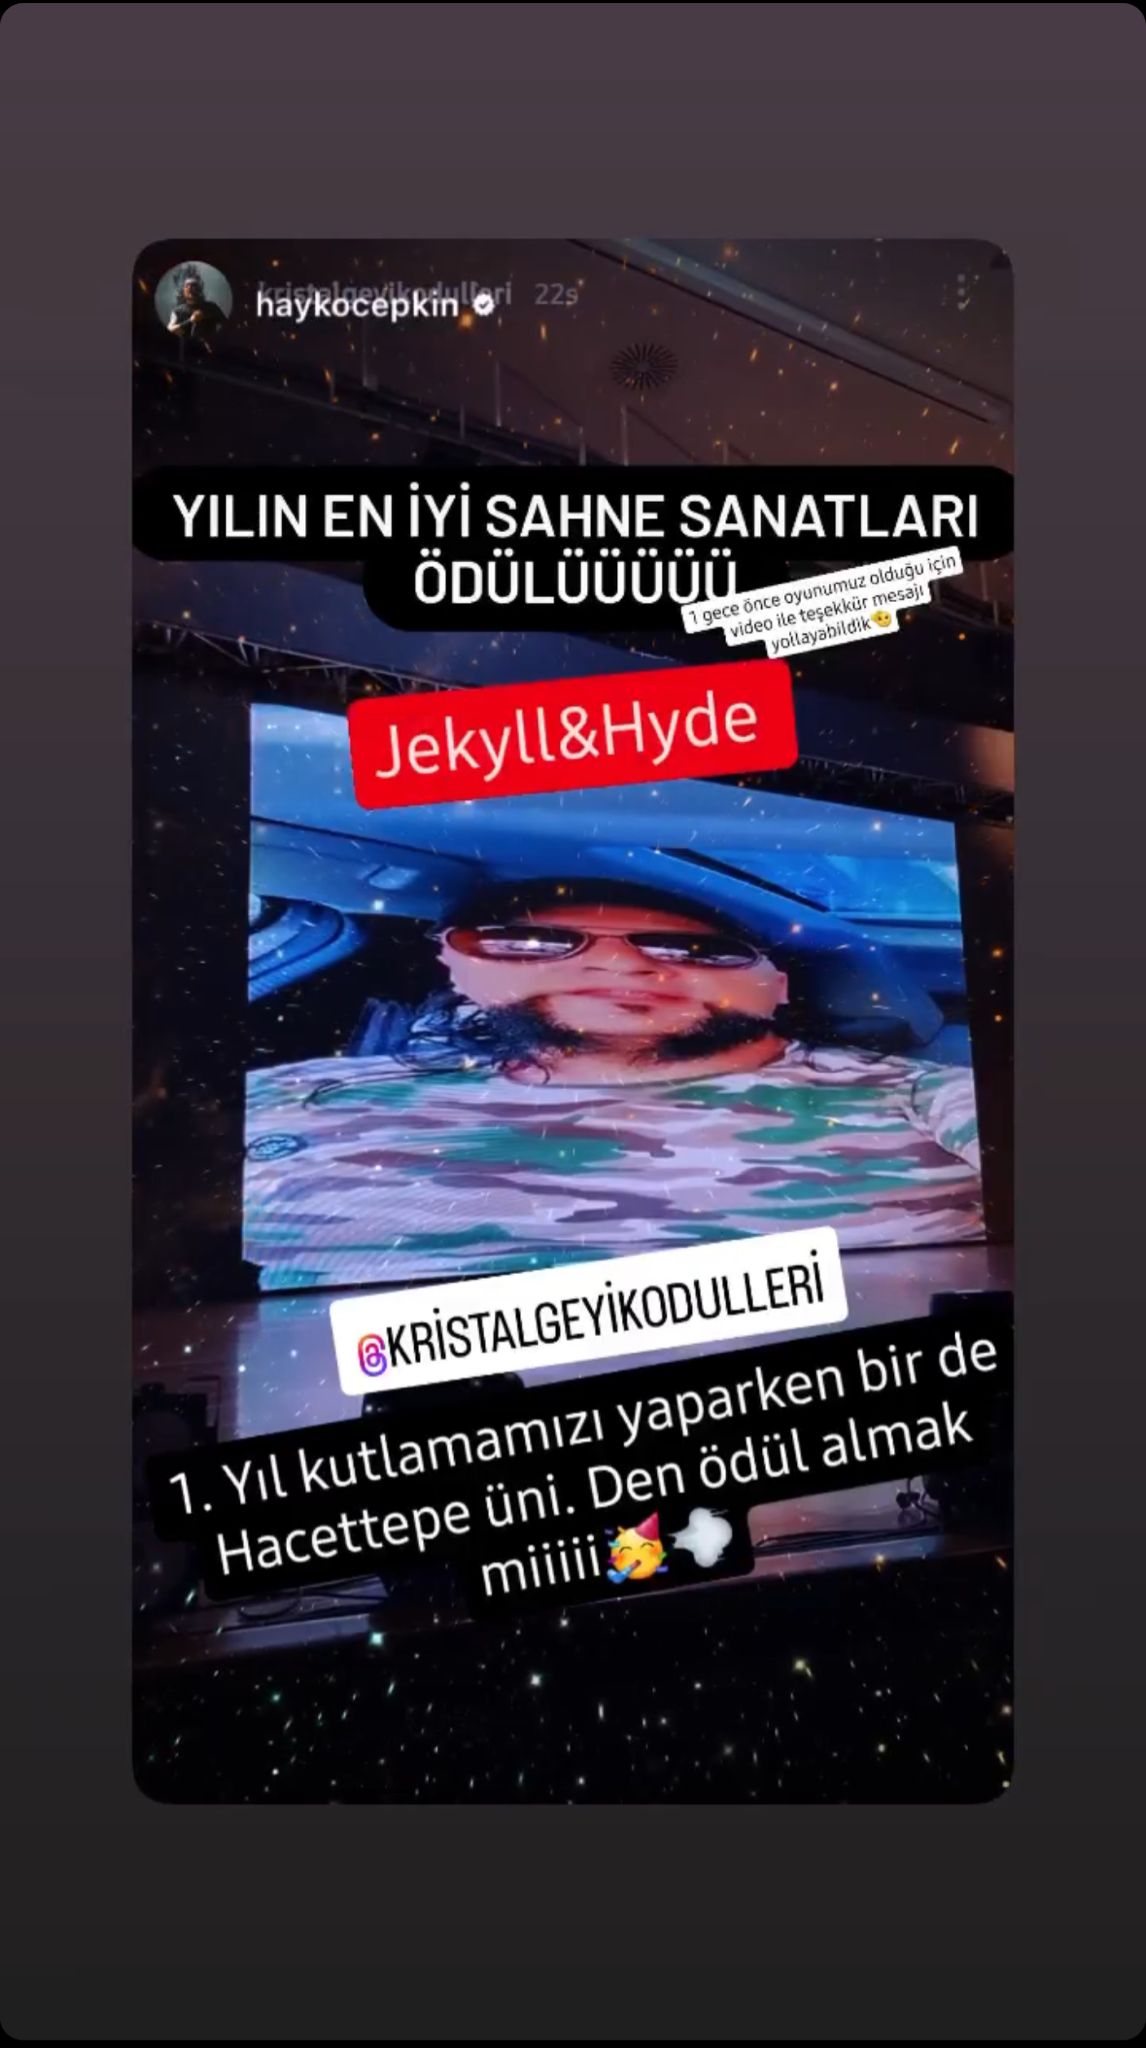 kristalgeyikodulleri 22s
haykocepkin
YILIN EN İYİ SAHNE SANATLARI
ÖDÜLÜÜÜÜÜ
1 gece önce oyunumuz olduğu için
video ile teşekkür mesajı
yollayabildik🫡
Jekyll&Hyde
@KRİSTALGEYİKODULLERİ
1. Yıl kutlamamızı yaparken bir de
Hacettepe üni. Den ödül almak
miiiii🥳💨